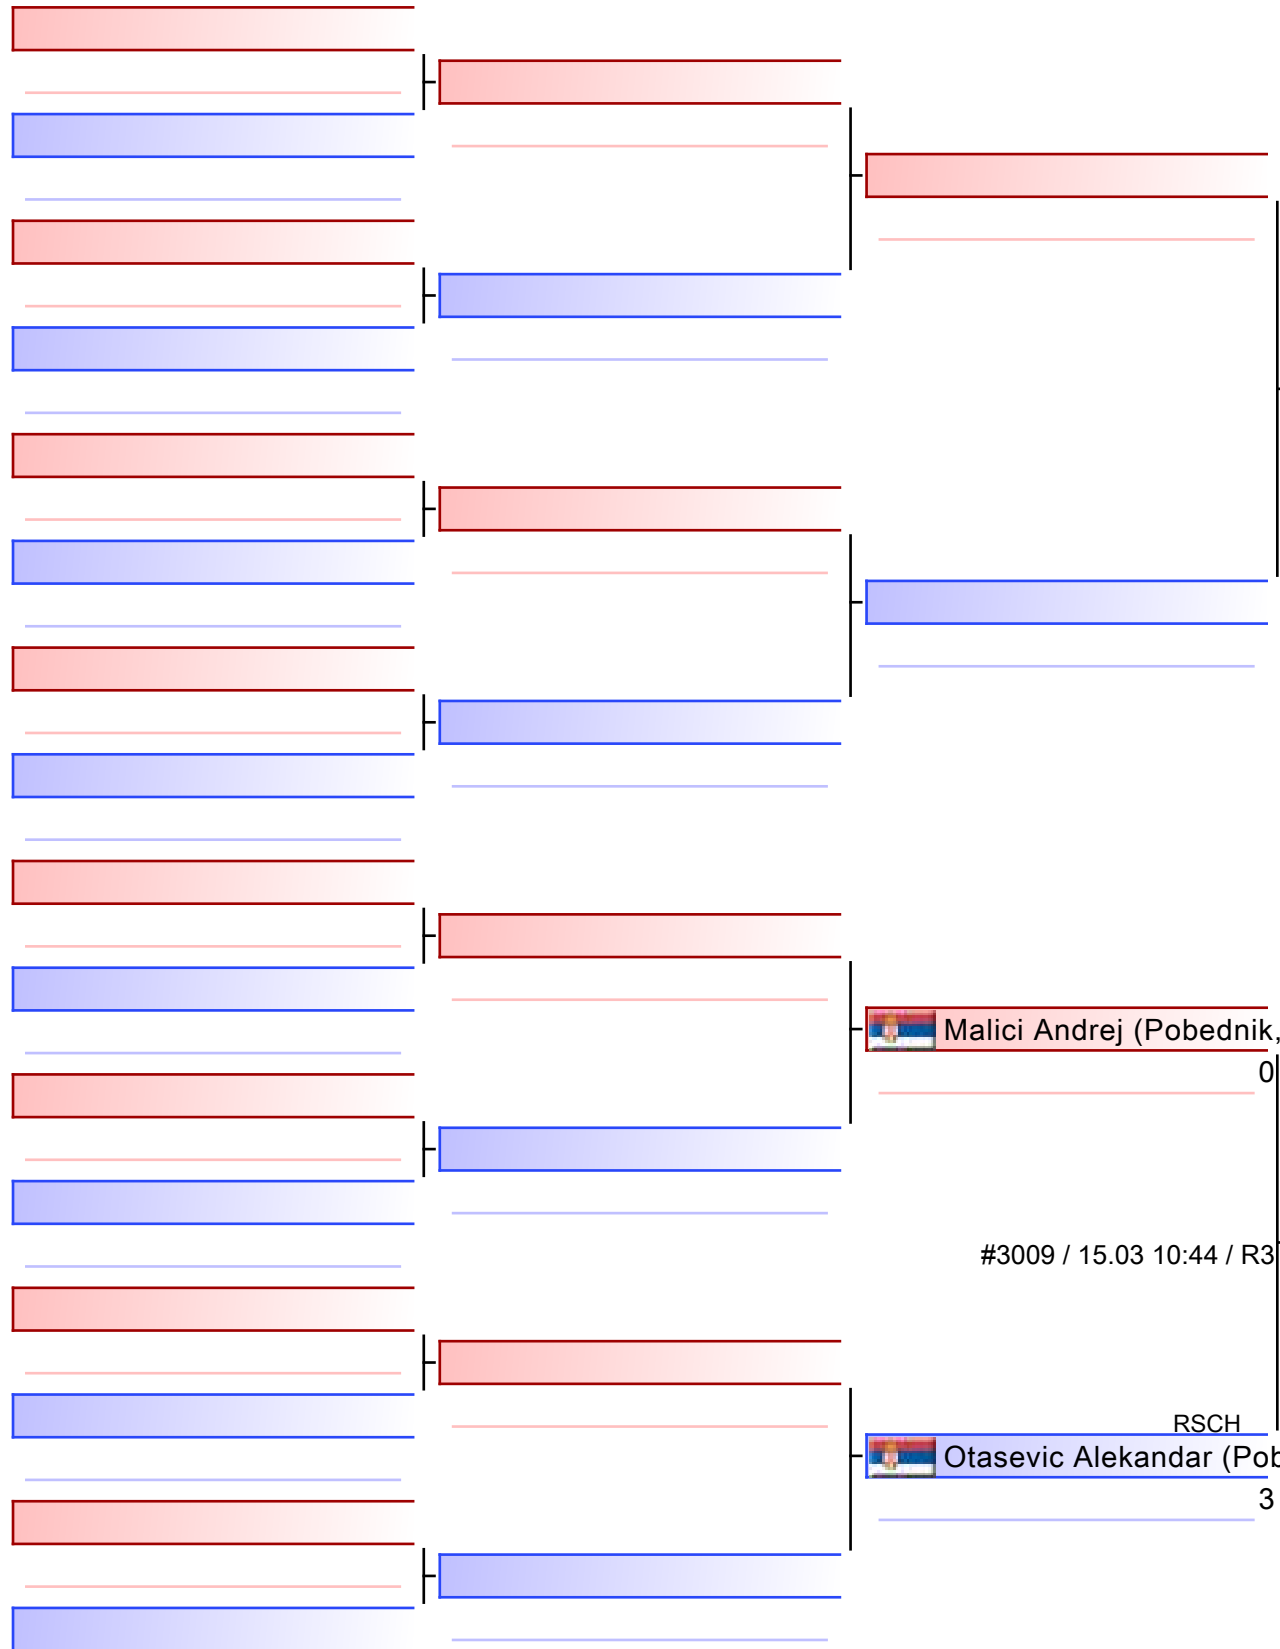 Malici Andrej (Pobednik,
0
#3009 / 15.03 10:44 / R3
RSCH
Otasevic Alekandar (Pob
3